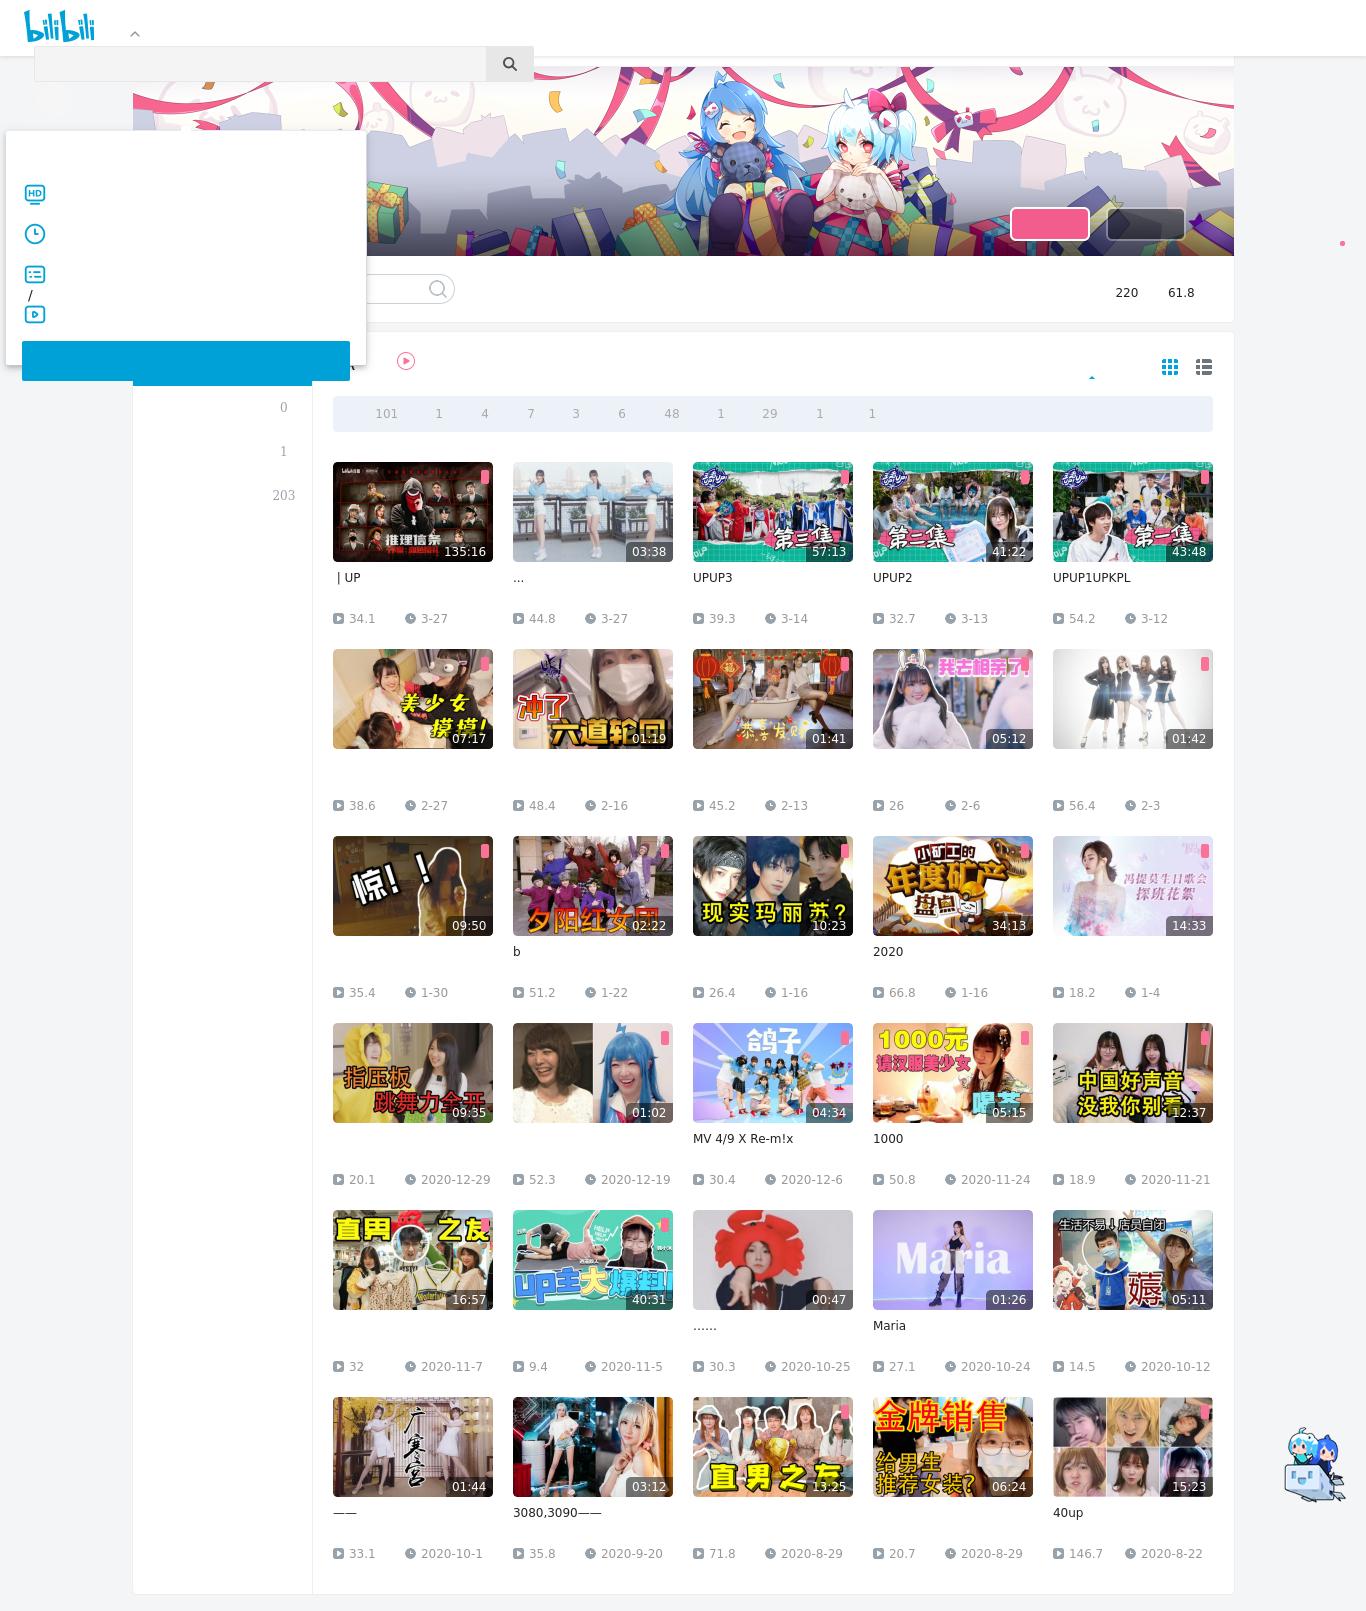 bilibili
HD
/
220 61.8
101 1 4 7 3 6 48 1 29 1 1
0
1
203
推理信条
135:16
03:38
第三集
57:13
第二集
41:22
第一集
43:48
| UP
...
UPUP3
UPUP2
UPUP1UPKPL
34.1 3-27
44.8 3-27
39.3 3-14
32.7 3-13
54.2 3-12
美少女
摸摸!
07:17
冲了
六道轮回
01:19
恭喜发财
01:41
我去相亲了
05:12
01:42
38.6 2-27
48.4 2-16
45.2 2-13
26 2-6
56.4 2-3
惊!!
09:50
夕阳红女团
02:22
现实玛丽苏?
10:23
小矿工的
年度矿产
盘点
34:13
冯提莫生日歌会
探班花絮
14:33
b
2020
35.4 1-30
51.2 1-22
26.4 1-16
66.8 1-16
18.2 1-4
指压板
跳舞力全开
09:35
01:02
鸽子
04:34
1000元
请汉服美少女
喝茶
05:15
中国好声音
没我你别看
12:37
MV 4/9 X Re-m!x
1000
20.1 2020-12-29
52.3 2020-12-19
30.4 2020-12-6
50.8 2020-11-24
18.9 2020-11-21
直男之友
16:57
up主大爆料!
40:31
00:47
Maria
01:26
生活不易↓店员自闭
薅
05:11
......
Maria
32 2020-11-7
9.4 2020-11-5
30.3 2020-10-25
27.1 2020-10-24
14.5 2020-10-12
广寒宫
01:44
03:12
直男之友
13:25
金牌销售
给男生
推荐女装?
06:24
15:23
——
3080,3090——
40up
33.1 2020-10-1
35.8 2020-9-20
71.8 2020-8-29
20.7 2020-8-29
146.7 2020-8-22